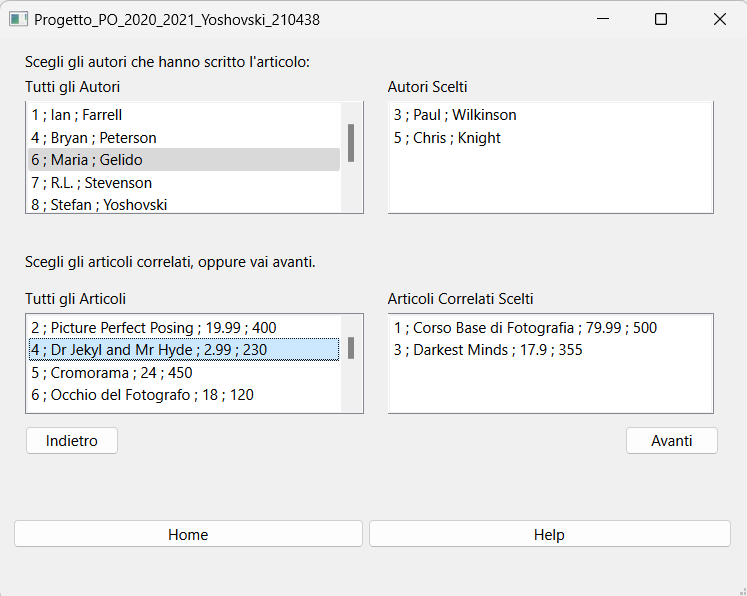 Progetto_PO_2020_2021_Yoshovski_210438
Scegli gli autori che hanno scritto l'articolo:
Tutti gli Autori
1 ; Ian ; Farrell
4 ; Bryan ; Peterson
6 ; Maria ; Gelido
7 ; R.L. ; Stevenson
8 ; Stefan ; Yoshovski
Autori Scelti
3 ; Paul ; Wilkinson
5 ; Chris ; Knight
Scegli gli articoli correlati, oppure vai avanti.
Tutti gli Articoli
2 ; Picture Perfect Posing ; 19.99 ; 400
4 ; Dr Jekyl and Mr Hyde ; 2.99 ; 230
5 ; Cromorama ; 24 ; 450
6 ; Occhio del Fotografo ; 18 ; 120
Articoli Correlati Scelti
1 ; Corso Base di Fotografia ; 79.99 ; 500
3 ; Darkest Minds ; 17.9 ; 355
Indietro
Avanti
Home
Help